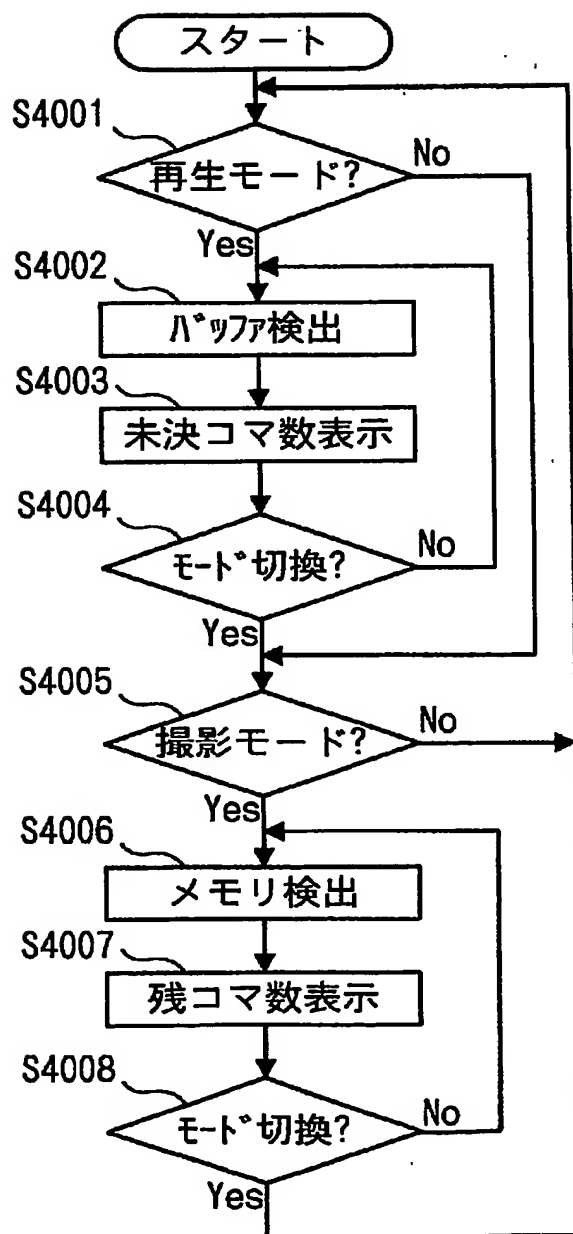 スタート
S4001
再生モード?
No
Yes
S4002
バッファ検出
S4003
未決コマ数表示
S4004
モード切換?
No
Yes
S4005
撮影モード?
No
Yes
S4006
メモリ検出
S4007
残コマ数表示
S4008
モード切換?
No
Yes